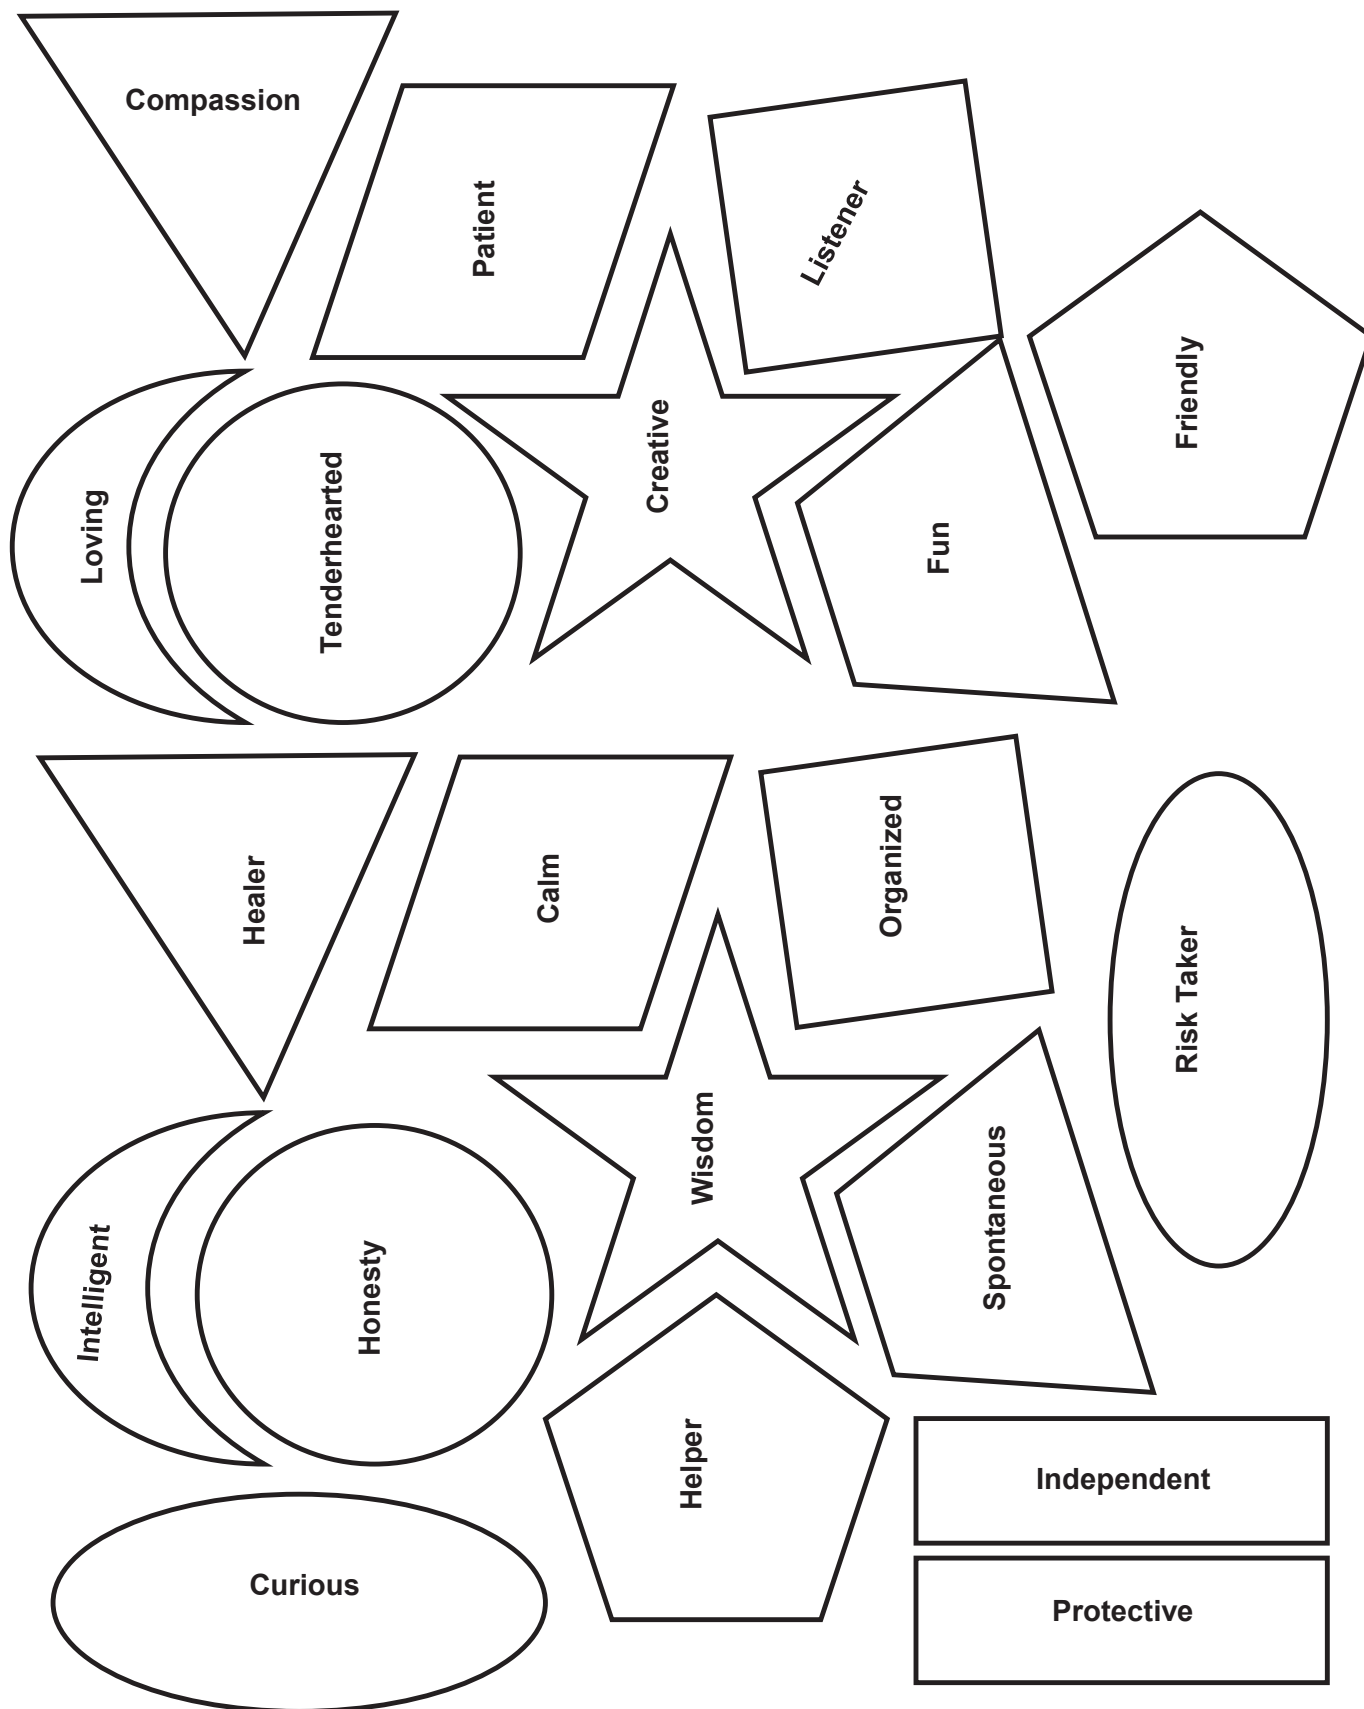 Compassion
Patient
Listener
Friendly
Loving
Tenderhearted
Creative
Fun
Healer
Calm
Organized
Risk Taker
Intelligent
Honesty
Wisdom
Spontaneous
Helper
Independent
Curious
Protective